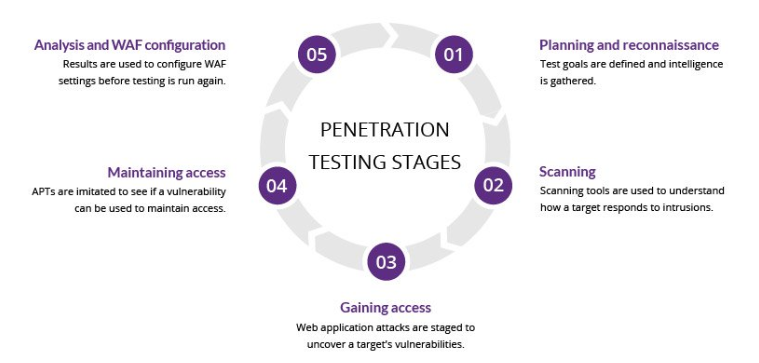 PENETRATION
TESTING STAGES
01
Planning and reconnaissance
Test goals are defined and intelligence
is gathered.
02
Scanning
Scanning tools are used to understand
how a target responds to intrusions.
03
Gaining access
Web application attacks are staged to
uncover a target's vulnerabilities.
04
Maintaining access
APTs are imitated to see if a vulnerability
can be used to maintain access.
05
Analysis and WAF configuration
Results are used to configure WAF
settings before testing is run again.